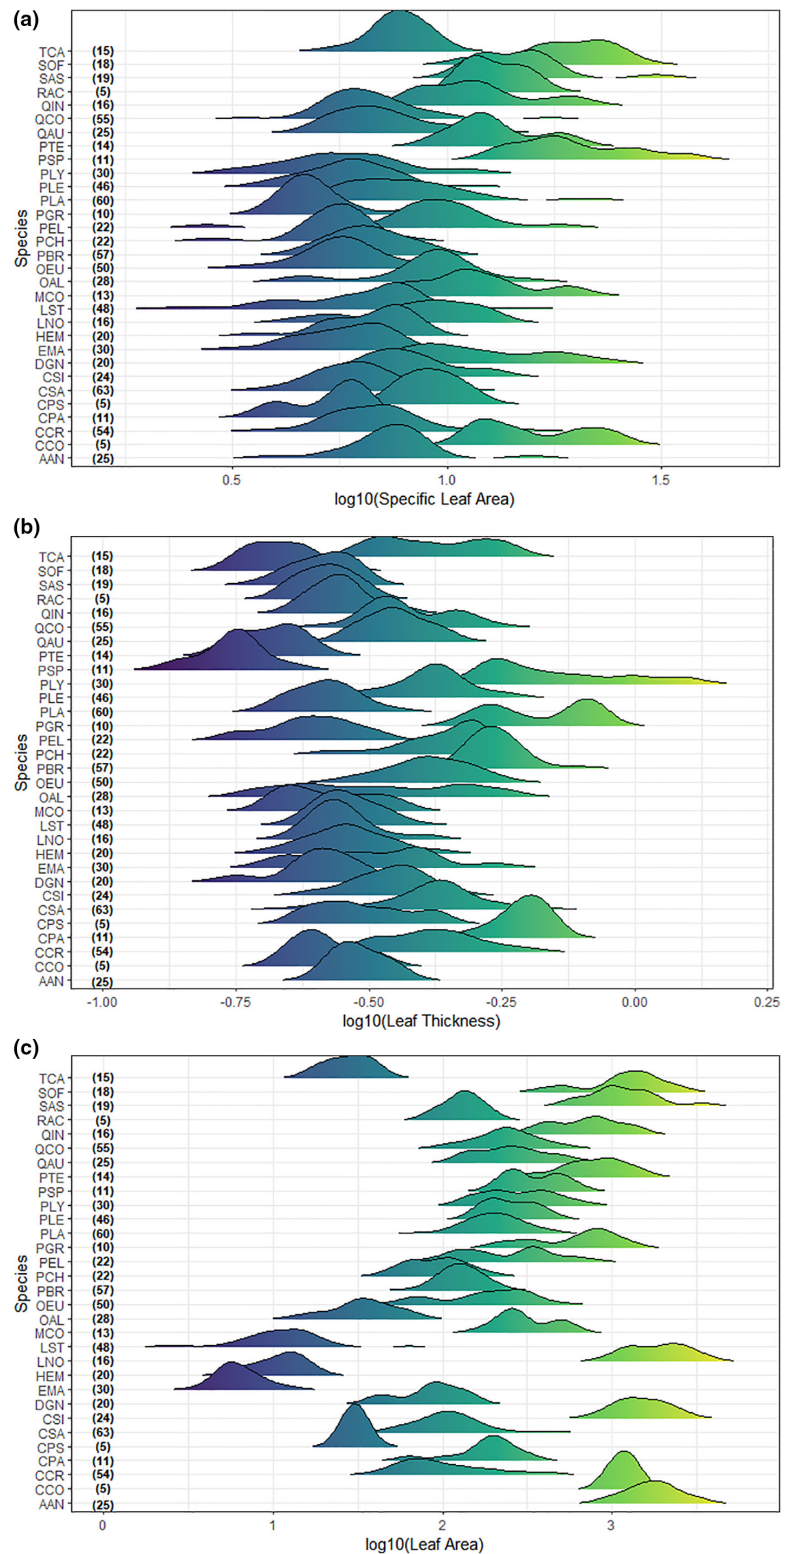 (a)
TCA (15)
SOF (18)
SAS (19)
RAC (5)
QIN (16)
QCO (55)
QAU (25)
PTE (14)
PSP (11)
PLY (30)
PLE (46)
PLA (60)
PGR (10)
PEL (22)
PCH (22)
PBR (57)
OEU (50)
OAL (28)
MCO (13)
LST (48)
LNO (16)
HEM (20)
EMA (30)
DGN (20)
CSI (24)
CSA (63)
CPS (5)
CPA (11)
CCR (54)
CCO (5)
AAN (25)
Species
0.5 1.0 1.5
log10(Specific Leaf Area)
(b)
TCA (15)
SOF (18)
SAS (19)
RAC (5)
QIN (16)
QCO (55)
QAU (25)
PTE (14)
PSP (11)
PLY (30)
PLE (46)
PLA (60)
PGR (10)
PEL (22)
PCH (22)
PBR (57)
OEU (50)
OAL (28)
MCO (13)
LST (48)
LNO (16)
HEM (20)
EMA (30)
DGN (20)
CSI (24)
CSA (63)
CPS (5)
CPA (11)
CCR (54)
CCO (5)
AAN (25)
Species
-1.00 -0.75 -0.50 -0.25 0.00 0.25
log10(Leaf Thickness)
(c)
TCA (15)
SOF (18)
SAS (19)
RAC (5)
QIN (16)
QCO (55)
QAU (25)
PTE (14)
PSP (11)
PLY (30)
PLE (46)
PLA (60)
PGR (10)
PEL (22)
PCH (22)
PBR (57)
OEU (50)
OAL (28)
MCO (13)
LST (48)
LNO (16)
HEM (20)
EMA (30)
DGN (20)
CSI (24)
CSA (63)
CPS (5)
CPA (11)
CCR (54)
CCO (5)
AAN (25)
Species
0 1 2 3
log10(Leaf Area)